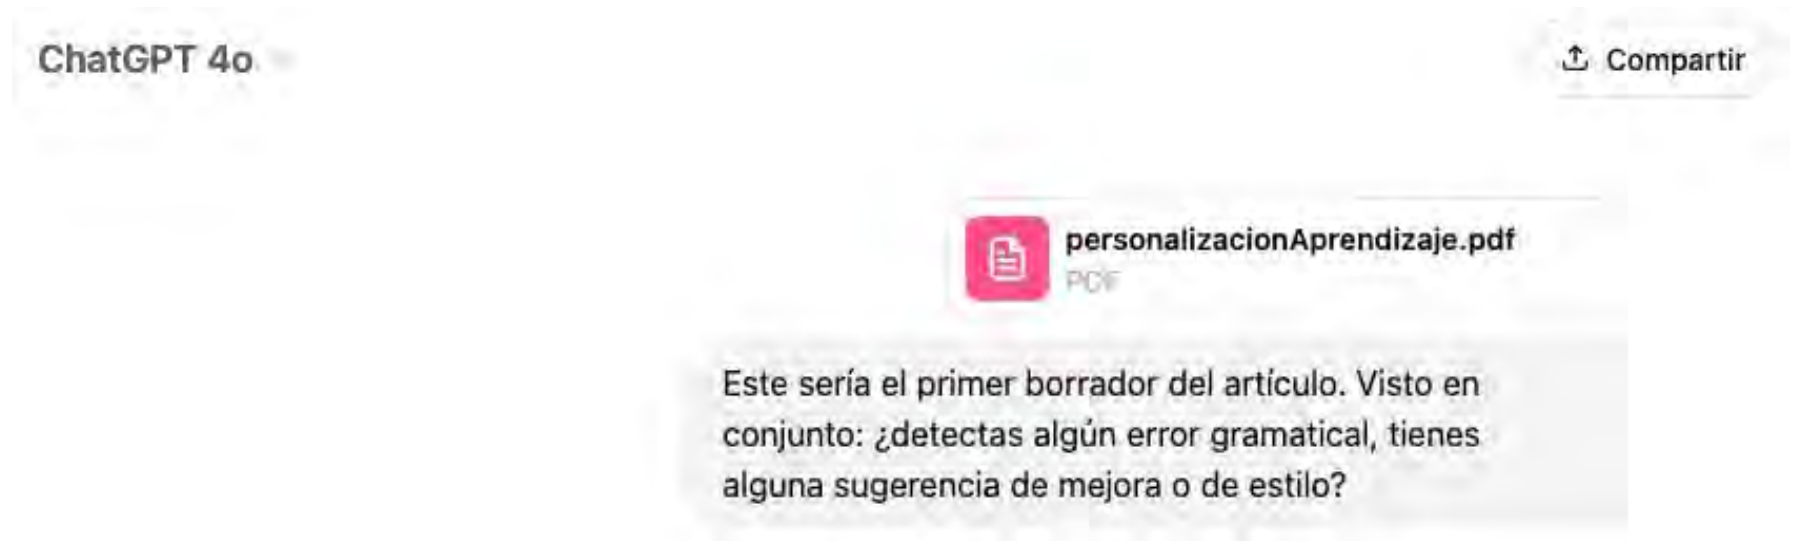 ChatGPT 4o
Compartir
personalizacionAprendizaje.pdf
PDF
Este sería el primer borrador del artículo. Visto en
conjunto: ¿detectas algún error gramatical, tienes
alguna sugerencia de mejora o de estilo?